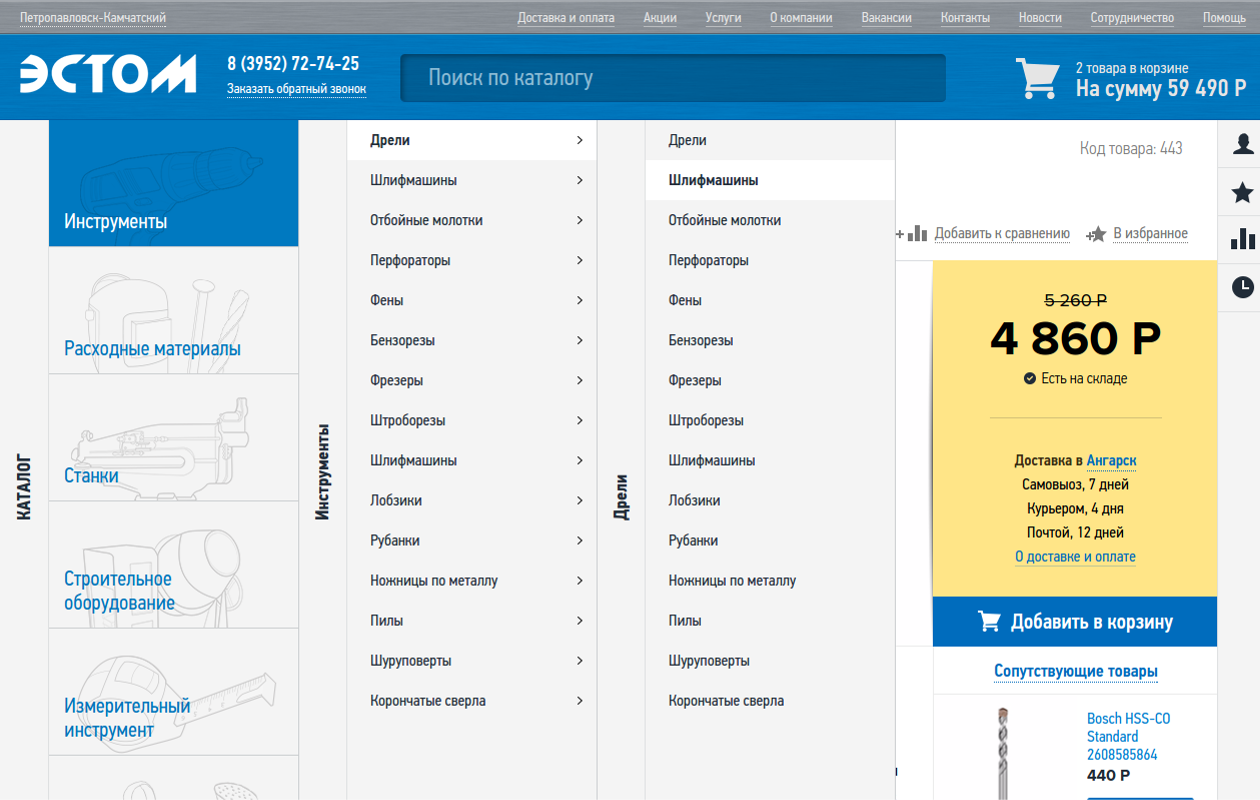 Петропавловск-Камчатский
Доставка и оплата
Акции
Услуги
О компании
Вакансии
Контакты
Новости
Сотрудничество
Помощь
ЭСТОМ
8 (3952) 72-74-25
Заказать обратный звонок
Поиск по каталогу
2 товара в корзине
На сумму 59 490 Р
КАТАЛОГ
Инструменты
Расходные материалы
Станки
Строительное
оборудование
Измерительный
инструмент
Инструменты
Дрели
Шлифмашины
Отбойные молотки
Перфораторы
Фены
Бензорезы
Фрезеры
Штроборезы
Шлифмашины
Лобзики
Рубанки
Ножницы по металлу
Пилы
Шуруповерты
Корончатые сверла
Дрели
Дрели
Шлифмашины
Отбойные молотки
Перфораторы
Фены
Бензорезы
Фрезеры
Штроборезы
Шлифмашины
Лобзики
Рубанки
Ножницы по металлу
Пилы
Шуруповерты
Корончатые сверла
Код товара: 443
Добавить к сравнению
В избранное
5 260 Р
4 860 Р
Есть на складе
Доставка в Ангарск
Самовыоз, 7 дней
Курьером, 4 дня
Почтой, 12 дней
О доставке и оплате
Добавить в корзину
Сопутствующие товары
Bosch HSS-CO
Standard
2608585864
440 Р